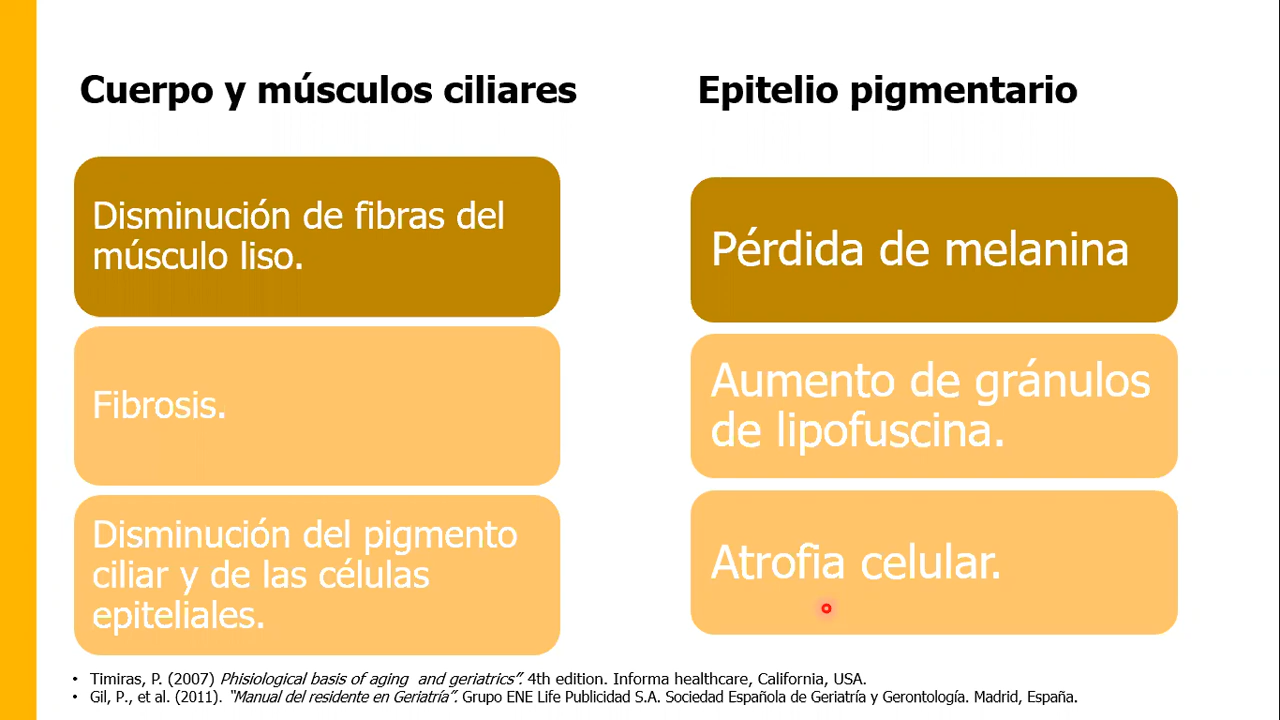 Cuerpo y músculos ciliares
Disminución de fibras del
músculo liso.
Fibrosis.
Disminución del pigmento
ciliar y de las células
epiteliales.
Epitelio pigmentario
Pérdida de melanina
Aumento de gránulos
de lipofuscina.
Atrofia celular.
• Timiras, P. (2007) Phisiological basis of aging and geriatrics”. 4th edition. Informa healthcare, California, USA.
• Gil, P., et al. (2011). “Manual del residente en Geriatría”. Grupo ENE Life Publicidad S.A. Sociedad Española de Geriatría y Gerontología. Madrid, España.